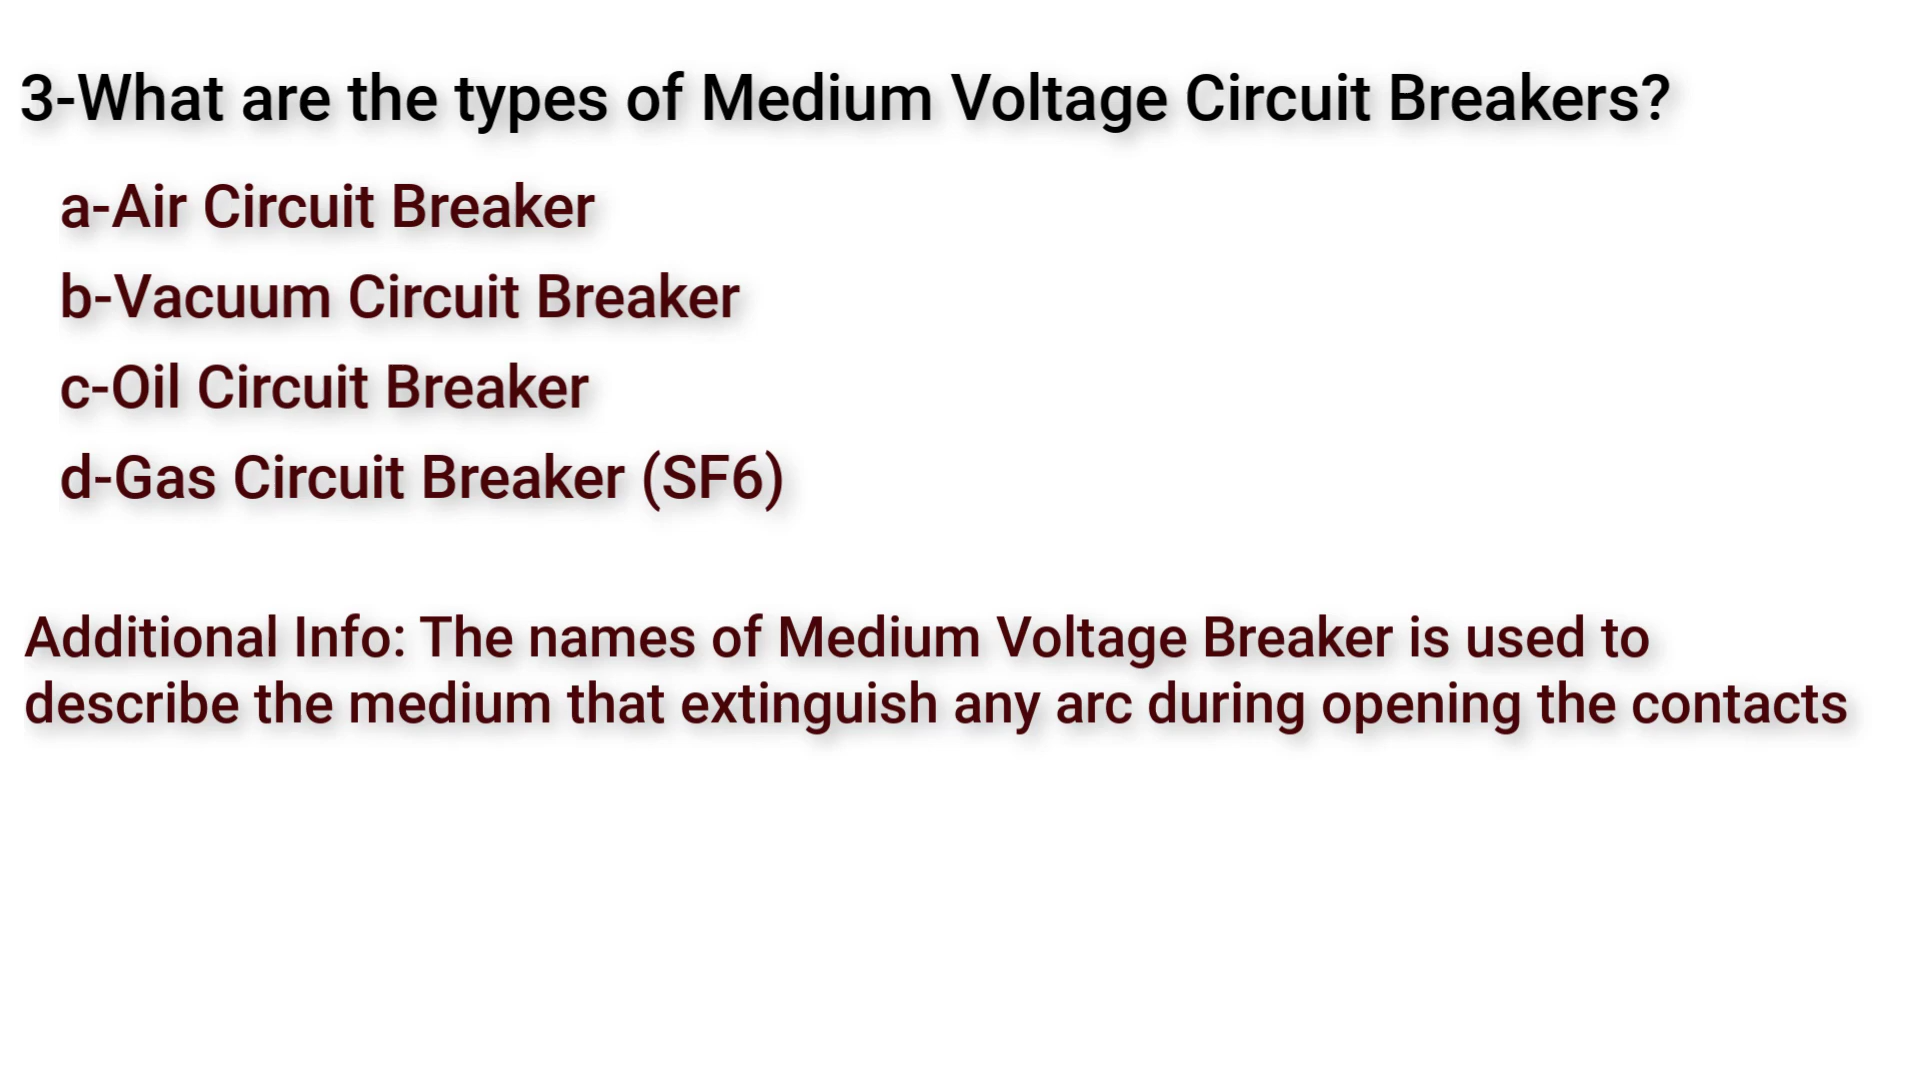 3-What are the types of Medium Voltage Circuit Breakers?
a-Air Circuit Breaker
b-Vacuum Circuit Breaker
c-Oil Circuit Breaker
d-Gas Circuit Breaker (SF6)
Additional Info: The names of Medium Voltage Breaker is used to
describe the medium that extinguish any arc during opening the contacts